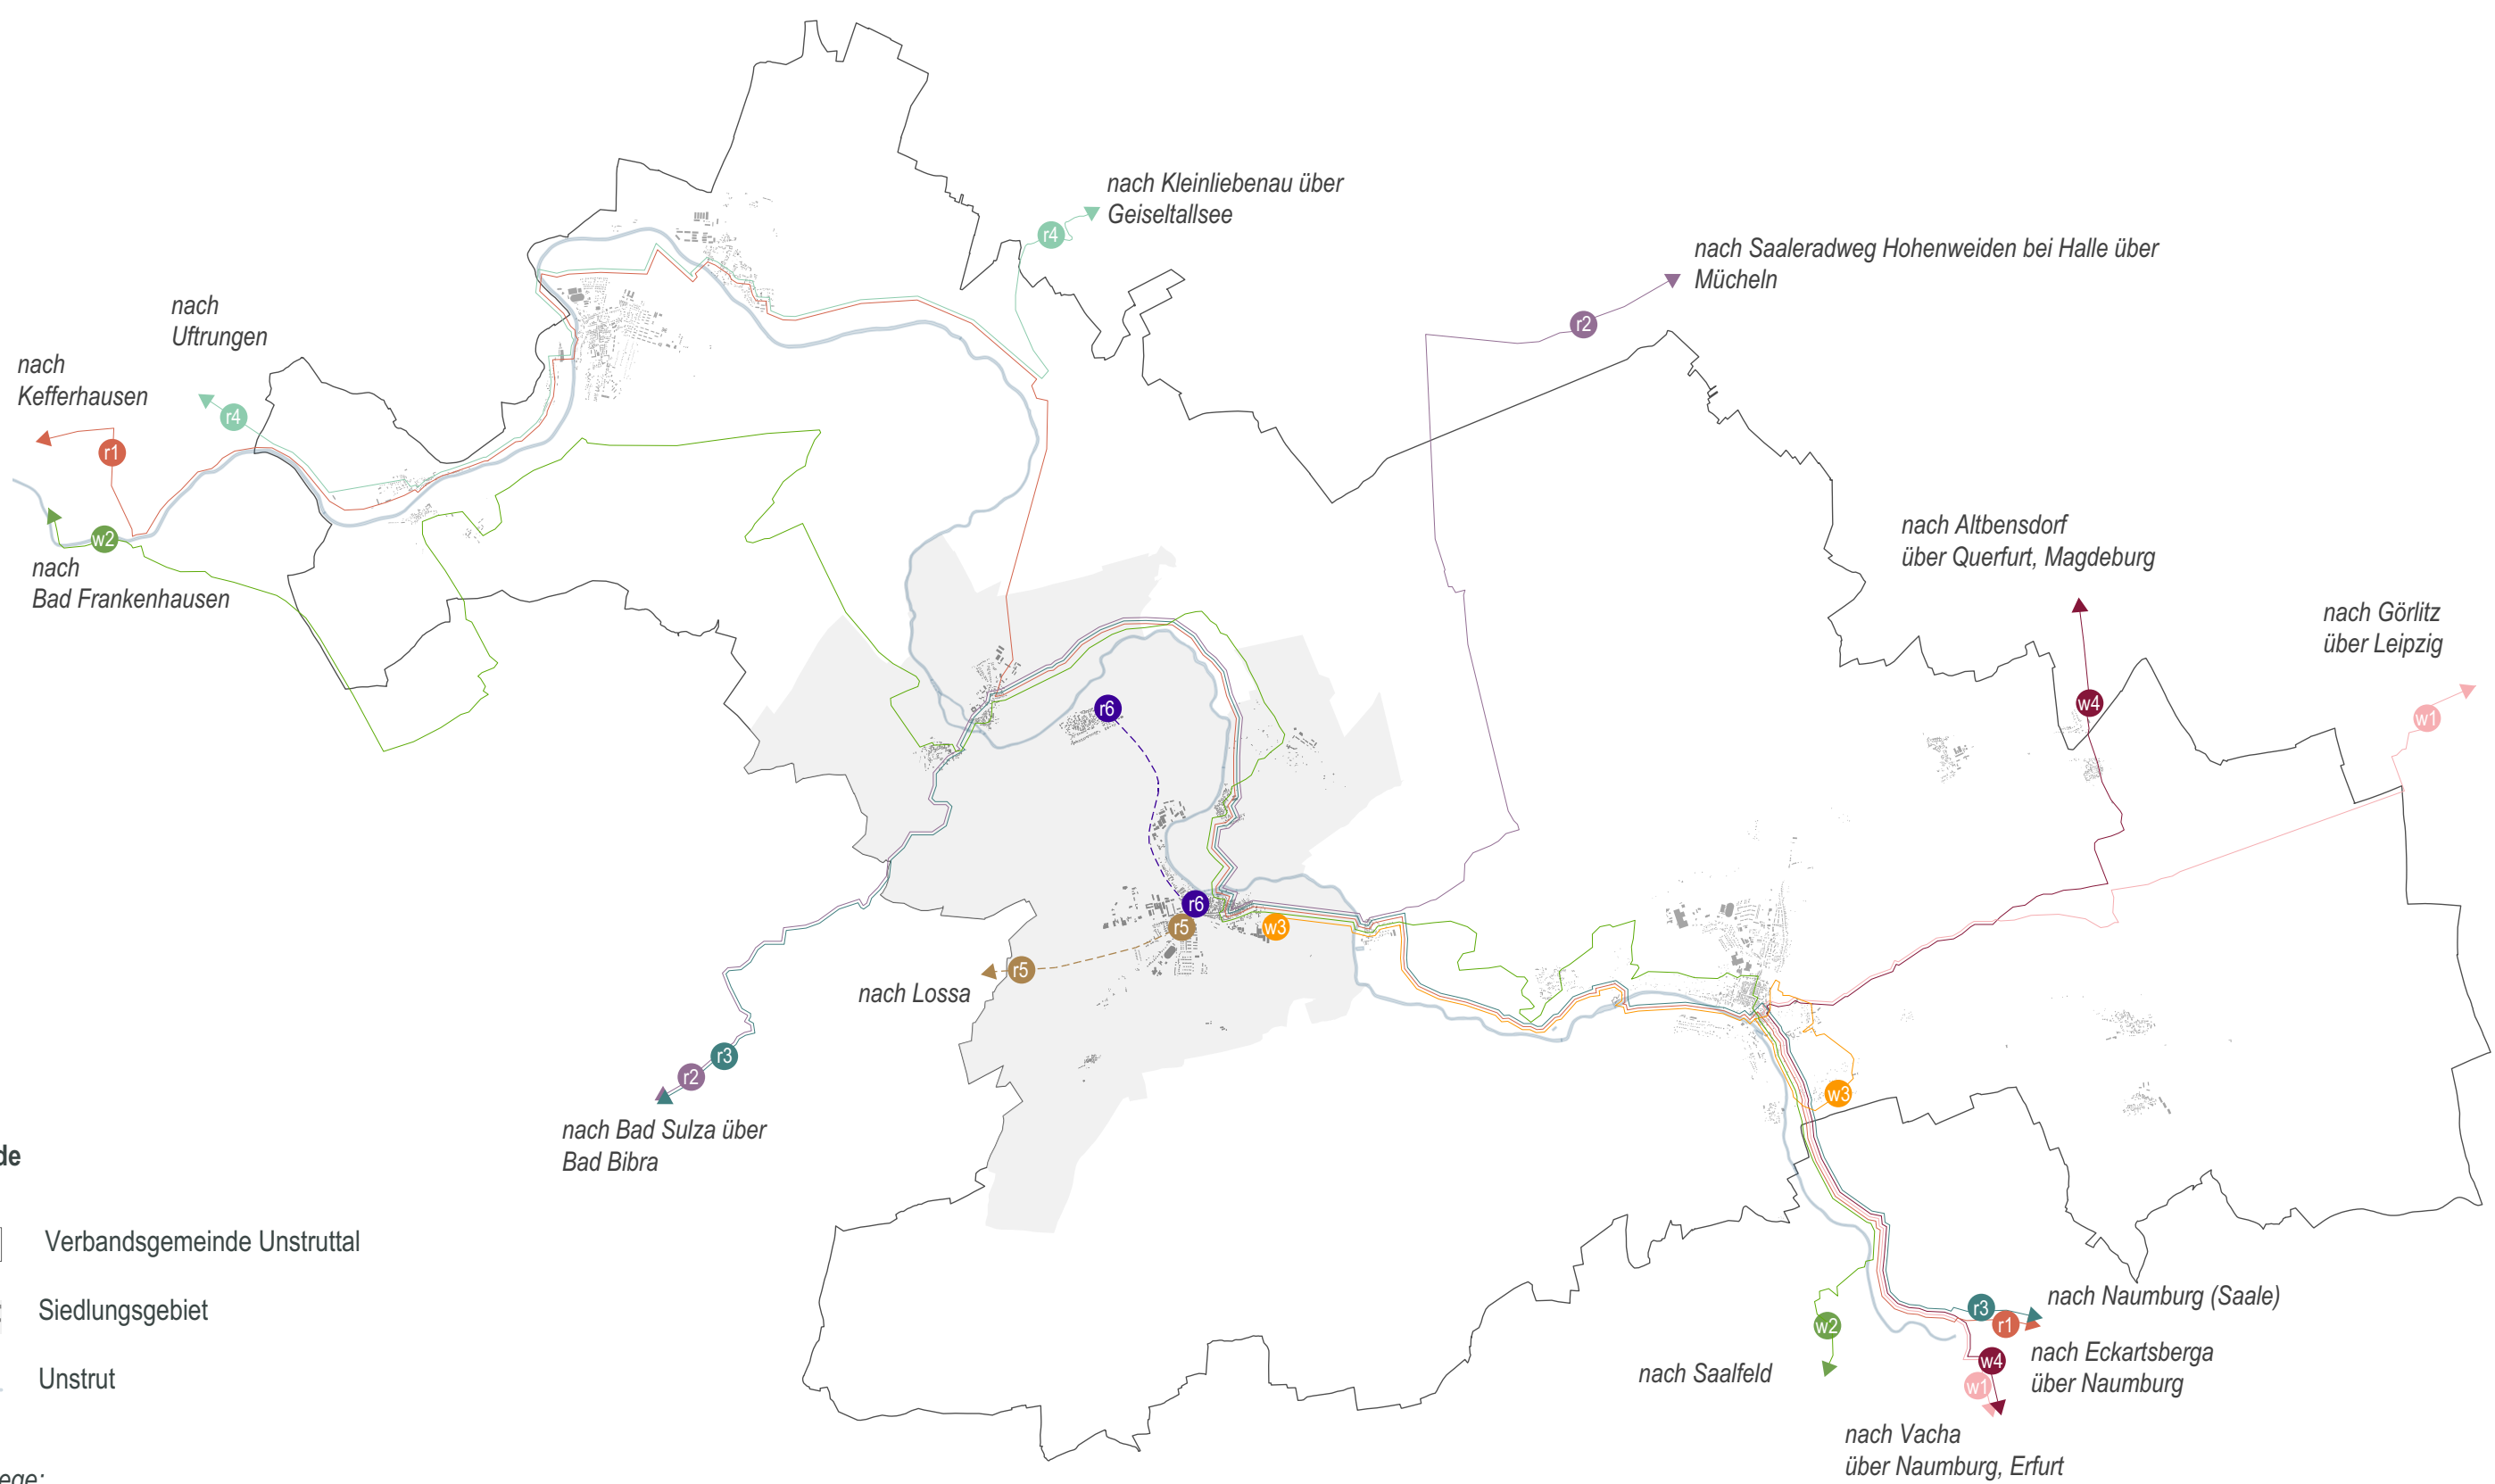 nach Kleinliebenau über
Geiseltallsee
r4
nach Saaleradweg Hohenweiden bei Halle über
Mücheln
r2
nach
Uftrungen
nach
Kefferhausen
r4
r1
w2
nach
Bad Frankenhausen
nach Altbensdorf
über Querfurt, Magdeburg
nach Görlitz
über Leipzig
w4
w1
r6
r6
r5
w3
r5
nach Lossa
r3
r2
w3
nach Bad Sulza über
Bad Bibra
de
Verbandsgemeinde Unstruttal
Siedlungsgebiet
Unstrut
ege:
nach Naumburg (Saale)
r3
r1
w2
nach Saalfeld
w4
w1
nach Eckartsberga
über Naumburg
nach Vacha
über Naumburg, Erfurt